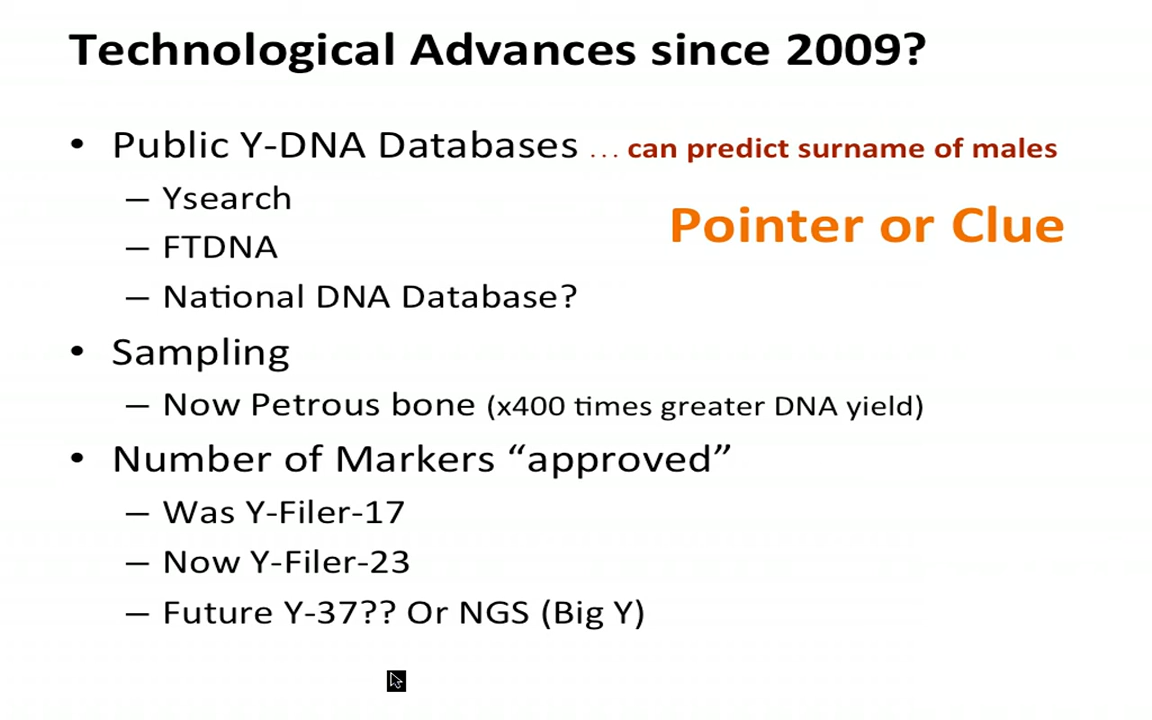 Technological Advances since 2009?
• Public Y-DNA Databases ... can predict surname of males
– Ysearch
Pointer or Clue
– FTDNA
– National DNA Database?
• Sampling
– Now Petrous bone (x400 times greater DNA yield)
• Number of Markers “approved”
– Was Y-Filer-17
– Now Y-Filer-23
– Future Y-37?? Or NGS (Big Y)